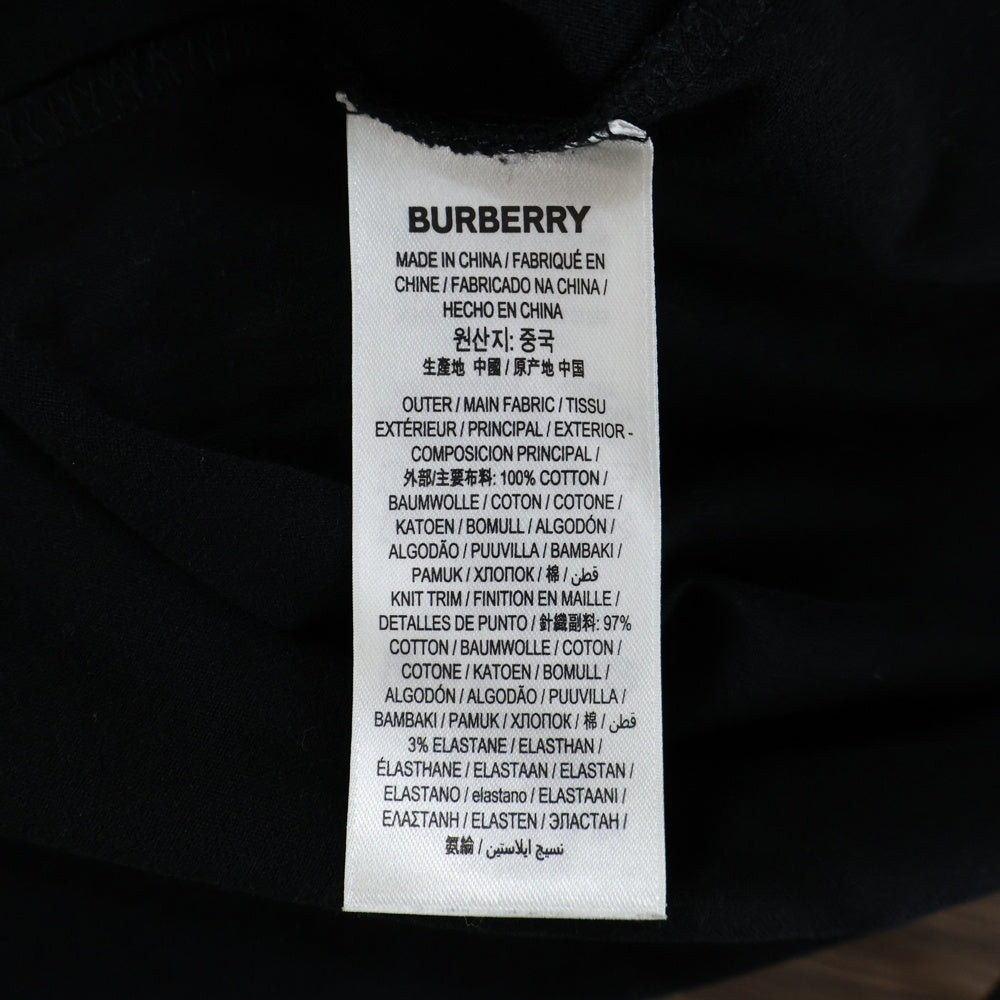 BURBERRY
MADE IN CHINA / FABRIQUÉ EN
CHINE / FABRICADO NA CHINA /
HECHO EN CHINA
원산지: 중국
生產地 中國 / 原产地 中国
OUTER / MAIN FABRIC / TISSU
EXTÉRIEUR / PRINCIPAL / EXTERIOR -
COMPOSICION PRINCIPAL /
外部/主要布料: 100% COTTON /
BAUMWOLLE / COTON / COTONE /
KATOEN / BOMULL / ALGODÓN /
ALGODÃO / PUUVILLA / BAMBAKI /
PAMUK / ХЛОПОК / 棉 / قطن
KNIT TRIM / FINITION EN MAILLE /
DETALLES DE PUNTO / 針織副料: 97%
COTTON / BAUMWOLLE / COTON /
COTONE / KATOEN / BOMULL /
ALGODÓN / ALGODÃO / PUUVILLA /
BAMBAKI / PAMUK / ХЛОПОК / 棉 / قطن
3% ELASTANE / ELASTHAN /
ÉLASTHANE / ELASTAAN / ELASTAN /
ELASTANO / elastano / ELASTAANI /
ΕΛΑΣΤΑΝΗ / ELASTEN / ЭЛАСТАН /
氨綸 / نسيج ايلاستين